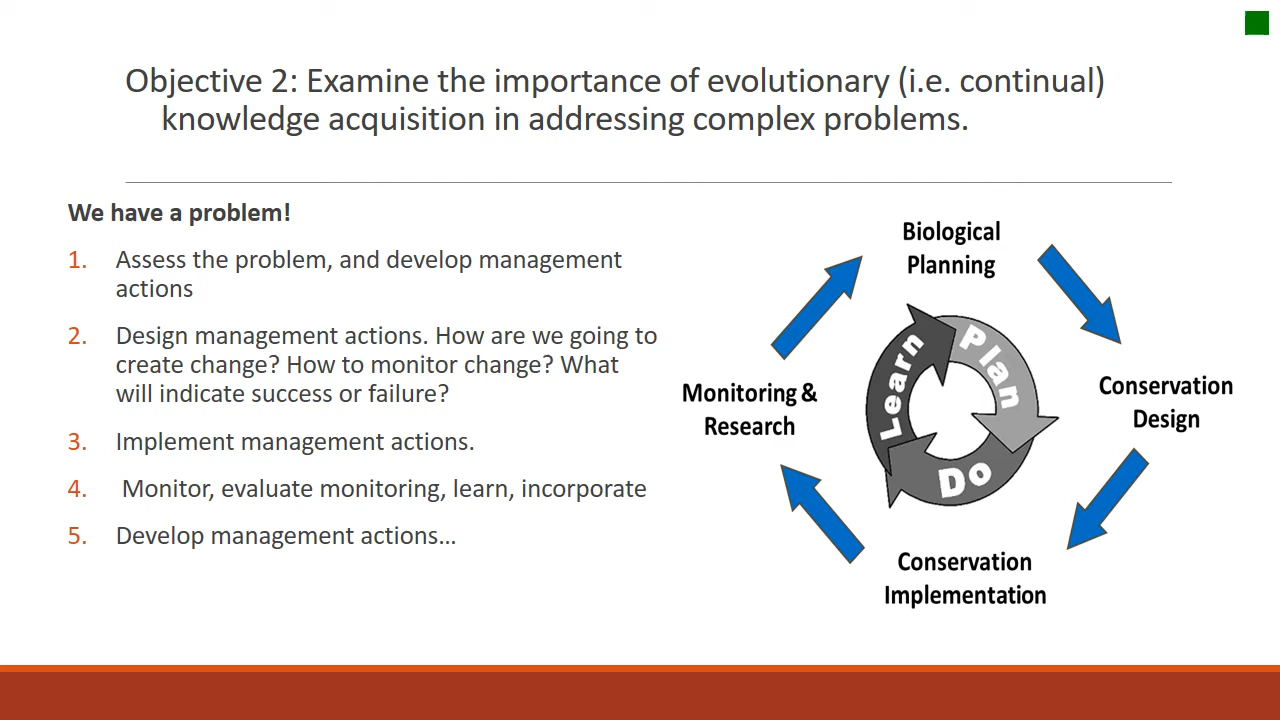 Objective 2: Examine the importance of evolutionary (i.e. continual)
knowledge acquisition in addressing complex problems.
We have a problem!
1. Assess the problem, and develop management
actions
2. Design management actions. How are we going to
create change? How to monitor change? What
will indicate success or failure?
3. Implement management actions.
4. Monitor, evaluate monitoring, learn, incorporate
5. Develop management actions…
Biological
Planning
Conservation
Design
Conservation
Implementation
Monitoring &
Research
Plan
Do
Learn